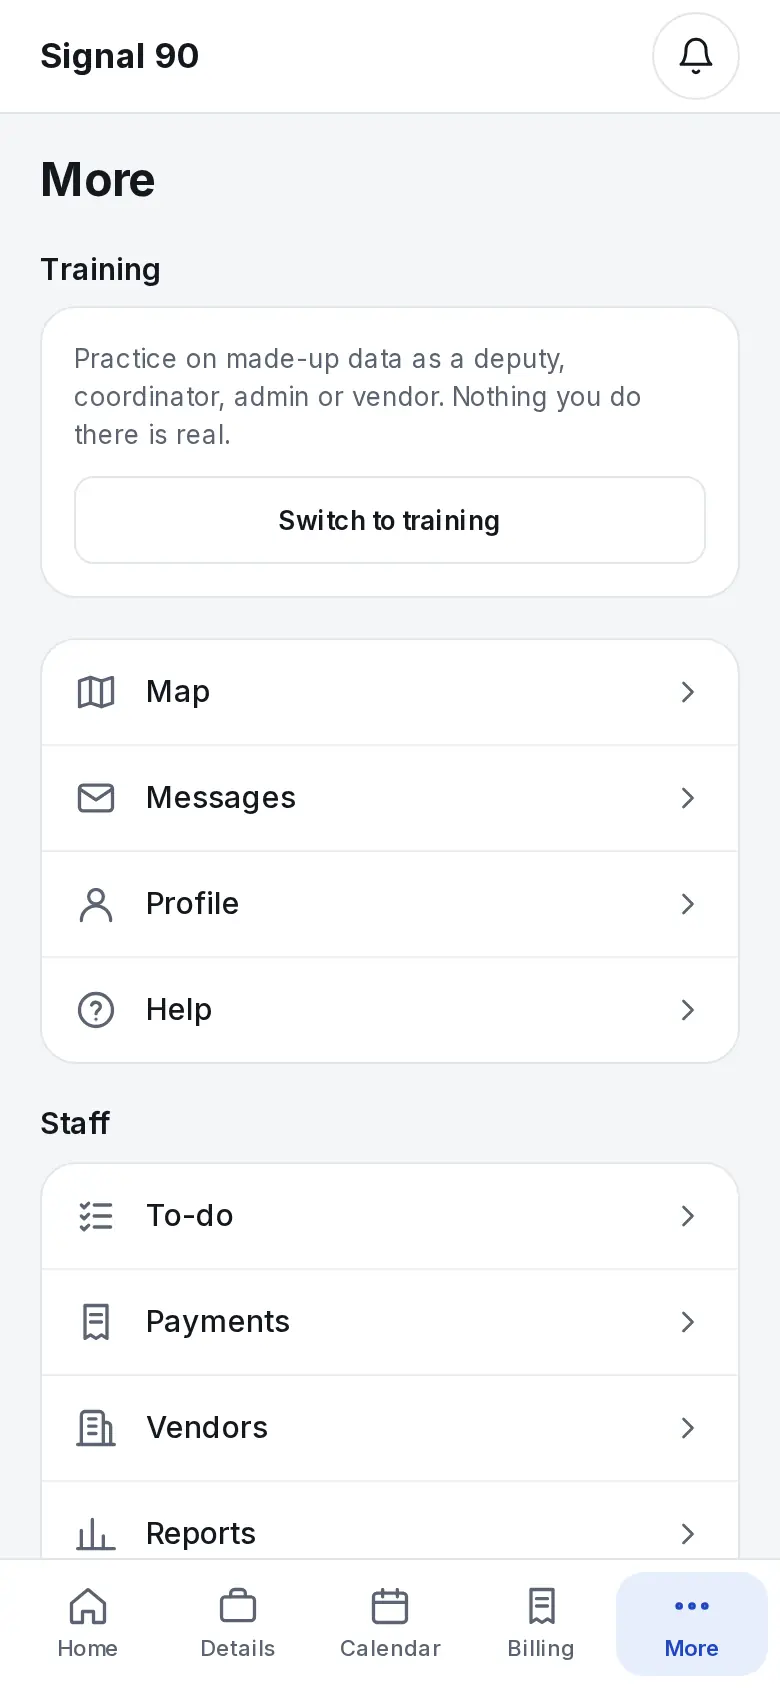 Signal 90
More
Training
Practice on made-up data as a deputy,
coordinator, admin or vendor. Nothing you do
there is real.
Switch to training
Map
Messages
Profile
Help
Staff
To-do
Payments
Vendors
Reports
Home
Details
Calendar
Billing
More